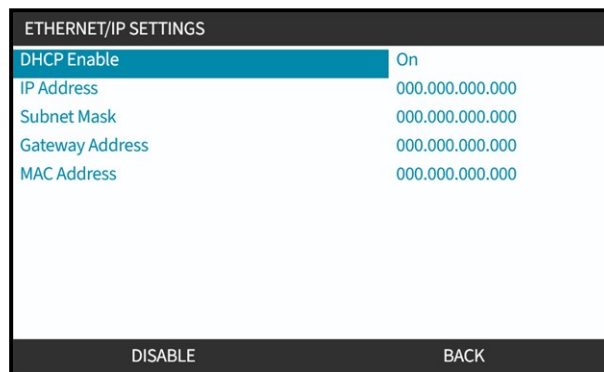 ETHERNET/IP SETTINGS
DHCP Enable On
IP Address 000.000.000.000
Subnet Mask 000.000.000.000
Gateway Address 000.000.000.000
MAC Address 000.000.000.000
DISABLE BACK